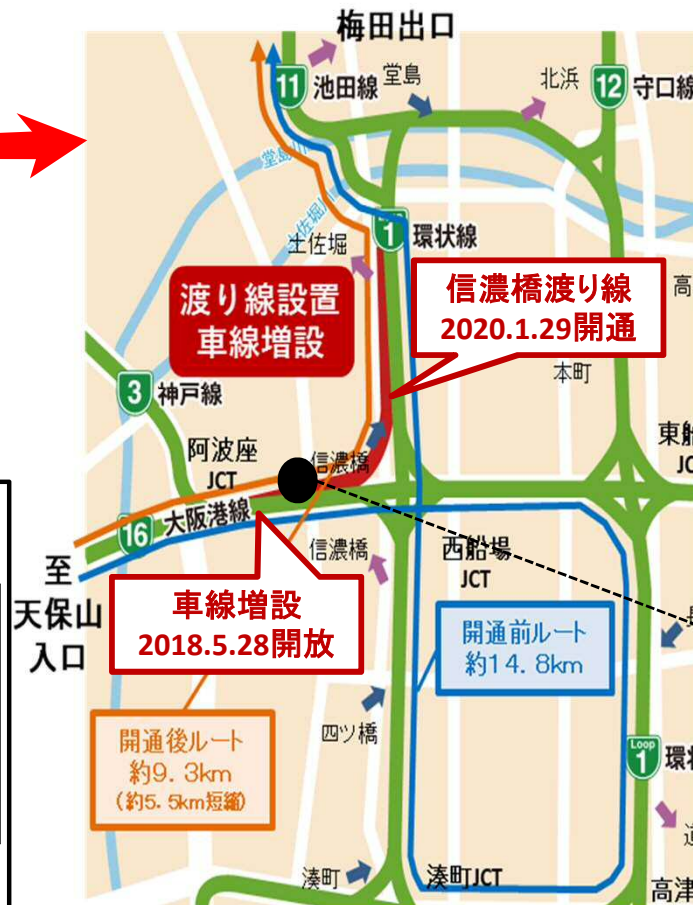 梅田出口
11 池田線
堂島
北浜
12 守口線
堂島川
土佐堀川
土佐堀
1 環状線
渡り線設置
車線増設
信濃橋渡り線
2020.1.29開通
高
本町
3 神戸線
阿波座
JCT
信濃橋
東船
JC
16 大阪港線
信濃橋
西船場
JCT
至
天保山
入口
車線増設
2018.5.28開放
開通前ルート
約14.8km
開通後ルート
約9.3km
(約5.5km短縮)
四ツ橋
Loop
1 環状
湊町
湊町JCT
高津